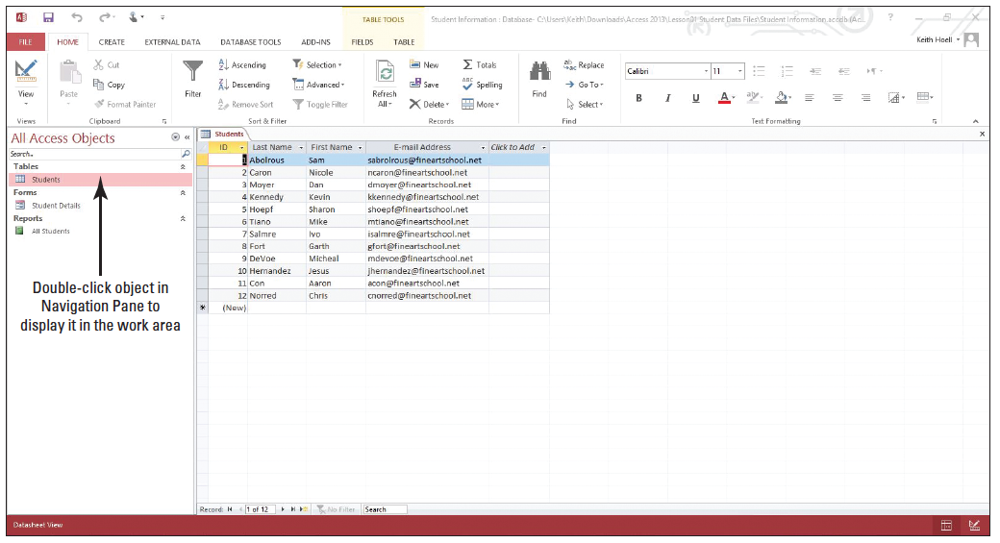 TABLE TOOLS
Student Information : Database- C:\Users\Keith\Downloads\Access 2013\Lesson01 Student Data Files\Student Information.accdb (Ac...
?
FILE HOME CREATE EXTERNAL DATA DATABASE TOOLS ADD-INS FIELDS TABLE
Keith Hoell
View
Views
Paste
Cut
Copy
Format Painter
Clipboard
Filter
Ascending
Descending
Remove Sort
Selection
Advanced
Toggle Filter
Sort & Filter
Refresh
All
New
Save
Delete
Totals
Spelling
More
Records
Find
Replace
Go To
Select
Find
Calibri 11
B I U A
Text Formatting
All Access Objects
Search...
Tables
Students
Forms
Student Details
Reports
All Students
Double-click object in
Navigation Pane to
display it in the work area
Students
ID Last Name First Name E-mail Address Click to Add
1 Abolrous Sam sabrolrous@fineartschool.net
2 Caron Nicole ncaron@fineartschool.net
3 Moyer Dan dmoyer@fineartschool.net
4 Kennedy Kevin kkennedy@fineartschool.net
5 Hoepf Sharon shoepf@fineartschool.net
6 Tiano Mike mtiano@fineartschool.net
7 Salmre Ivo isalmre@fineartschool.net
8 Fort Garth gfort@fineartschool.net
9 DeVoe Micheal mdevoe@fineartschool.net
10 Hernandez Jesus jhernandez@fineartschool.net
11 Con Aaron acon@fineartschool.net
12 Norred Chris cnorred@fineartschool.net
(New)
Record: 1 of 12 No Filter Search
Datasheet View